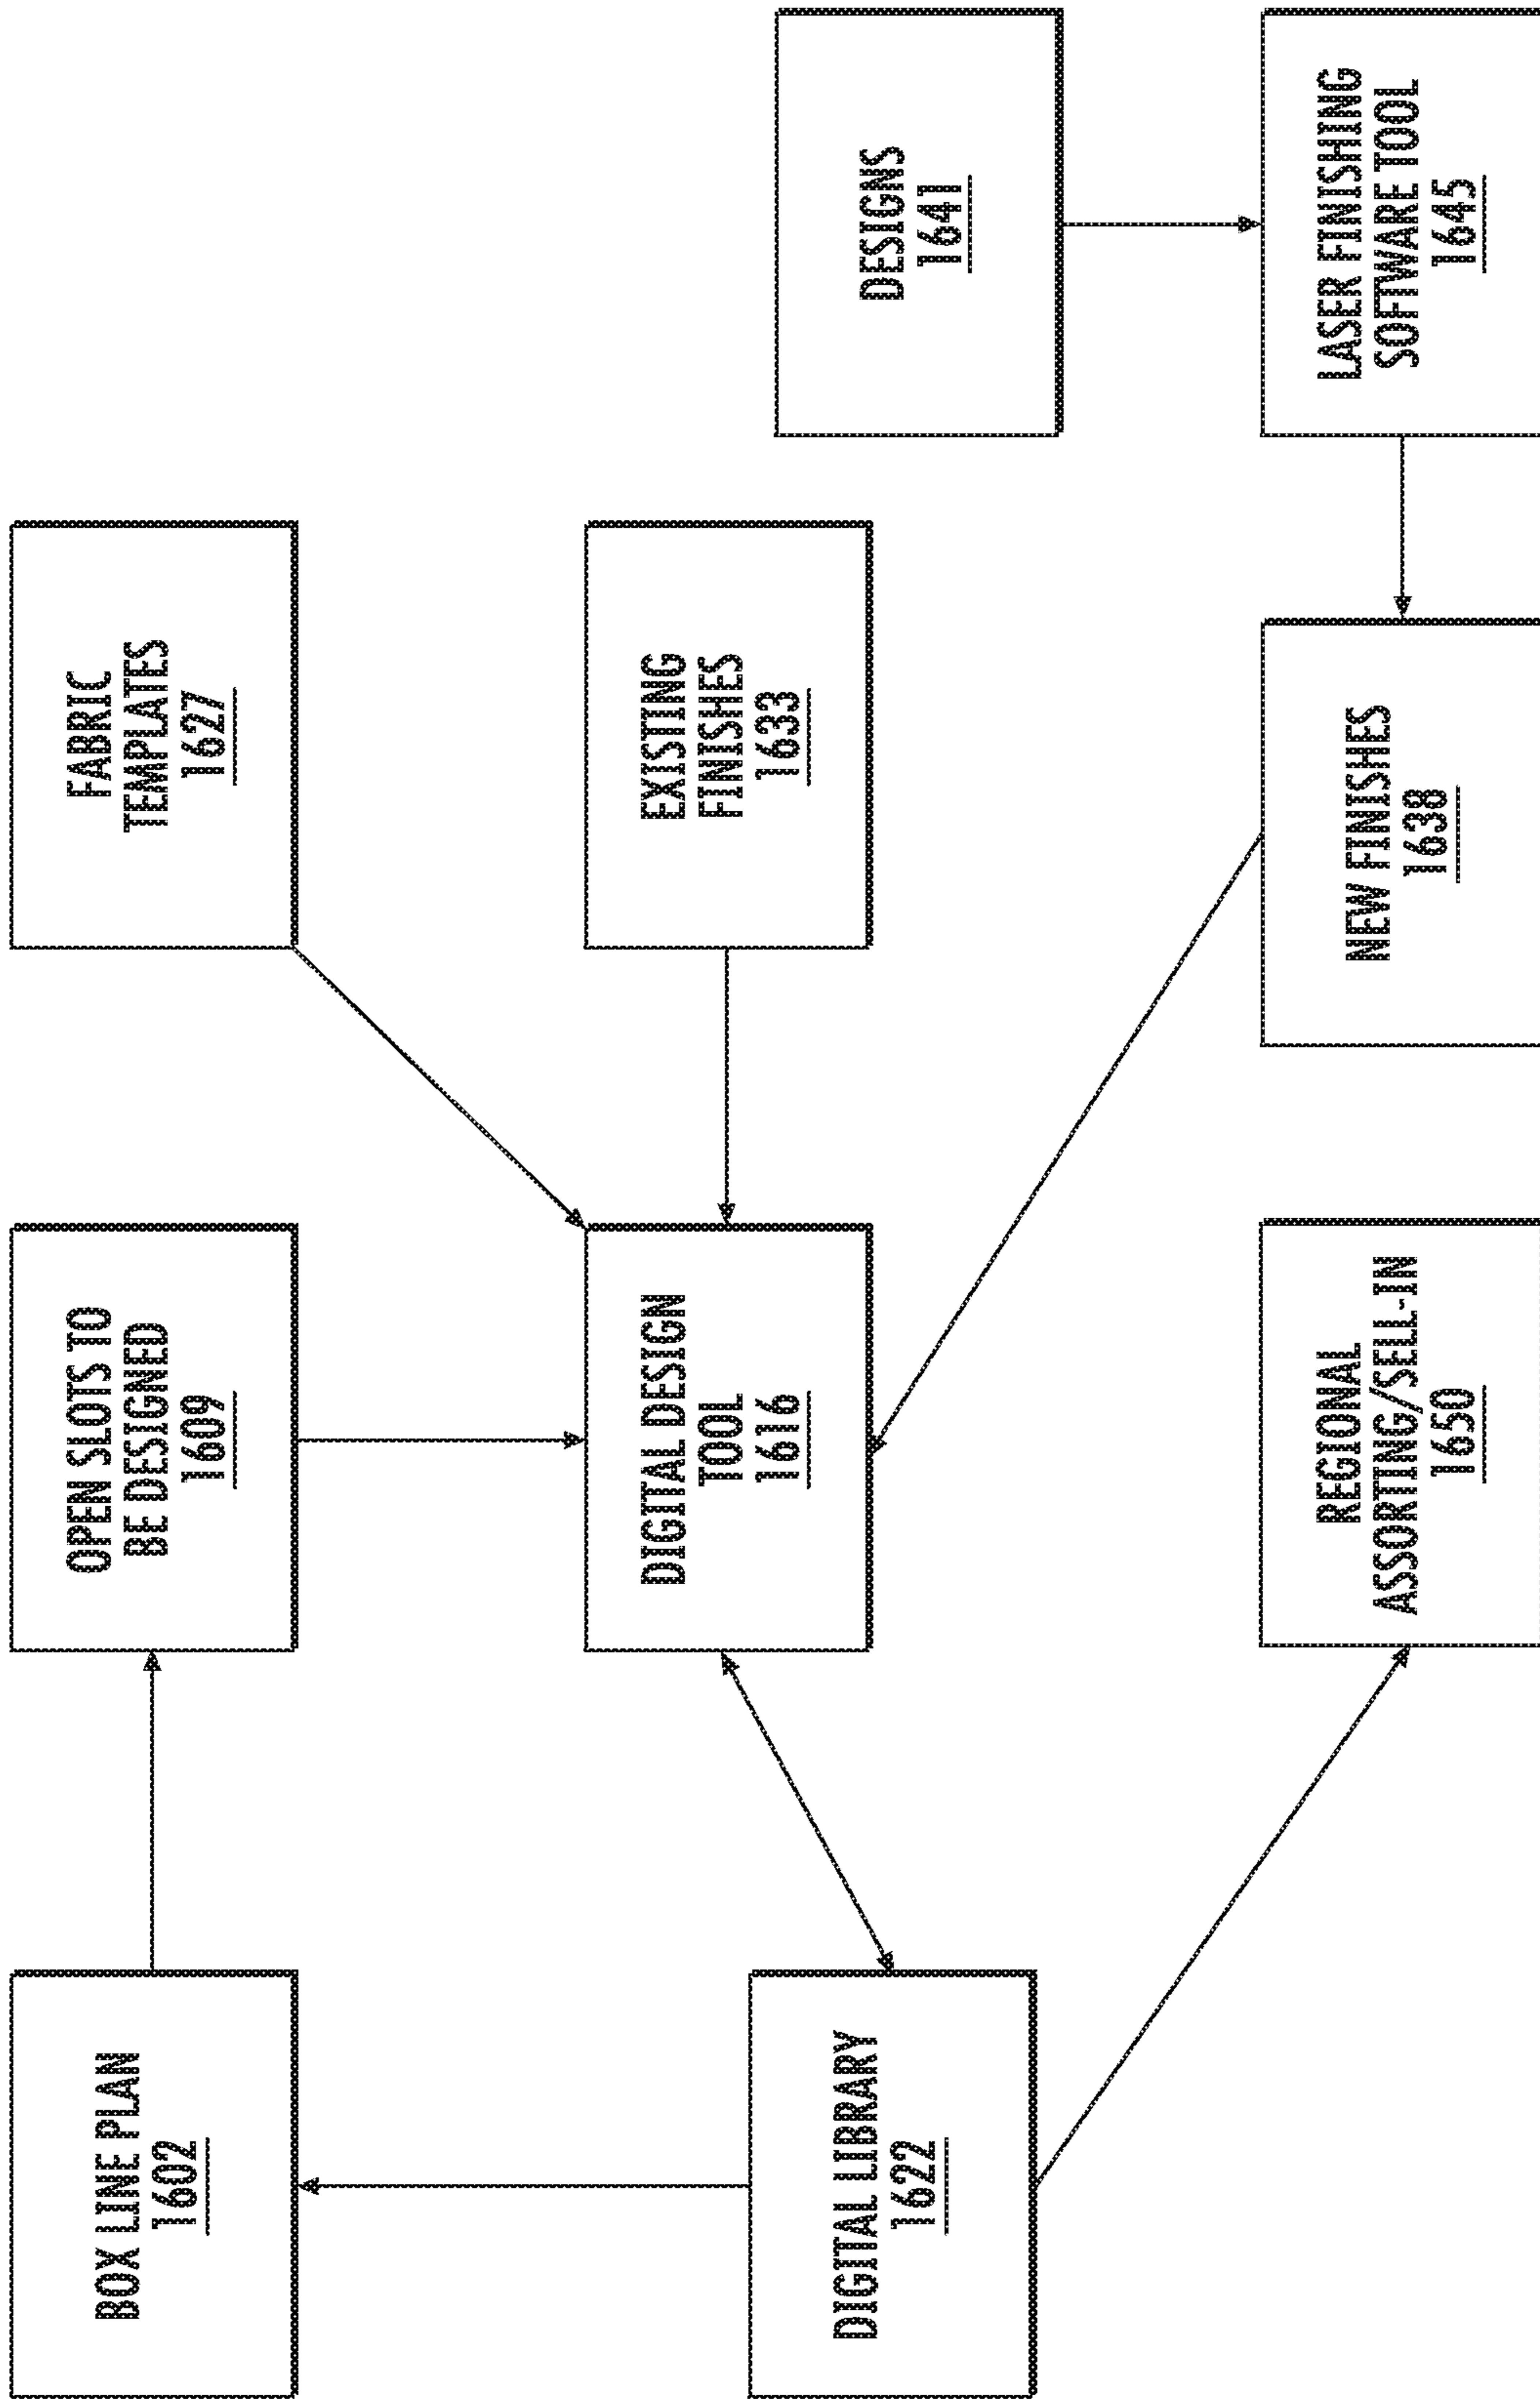 BOX LINE PLAN
1602
OPEN SLOTS TO
BE DESIGNED
1609
FABRIC
TEMPLATES
1627
DIGITAL DESIGN
TOOL
1616
EXISTING
FINISHES
1633
DIGITAL LIBRARY
1622
DESIGNS
1641
REGIONAL
ASSORTING/SELL-IN
1650
NEW FINISHES
1638
LASER FINISHING
SOFTWARE TOOL
1645